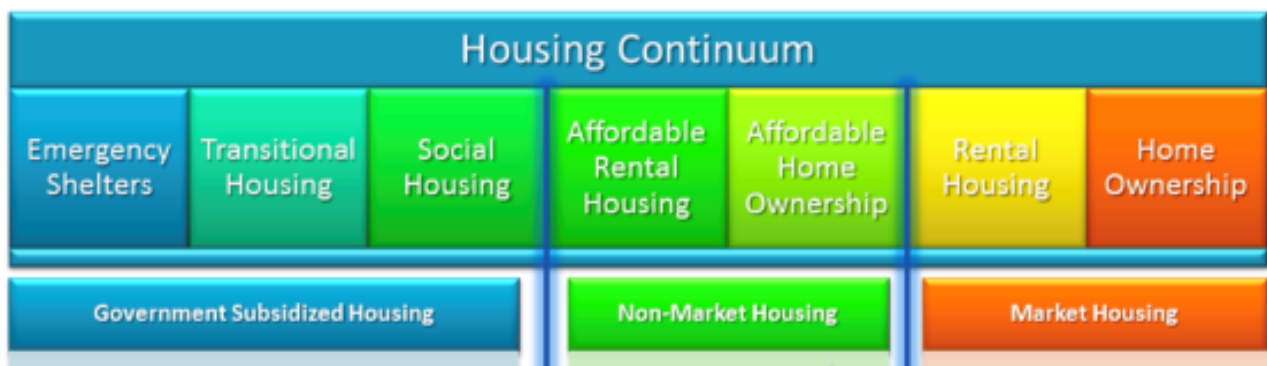 Housing Continuum
Emergency
Shelters
Transitional
Housing
Social
Housing
Affordable
Rental
Housing
Affordable
Home
Ownership
Rental
Housing
Home
Ownership
Government Subsidized Housing
Non-Market Housing
Market Housing